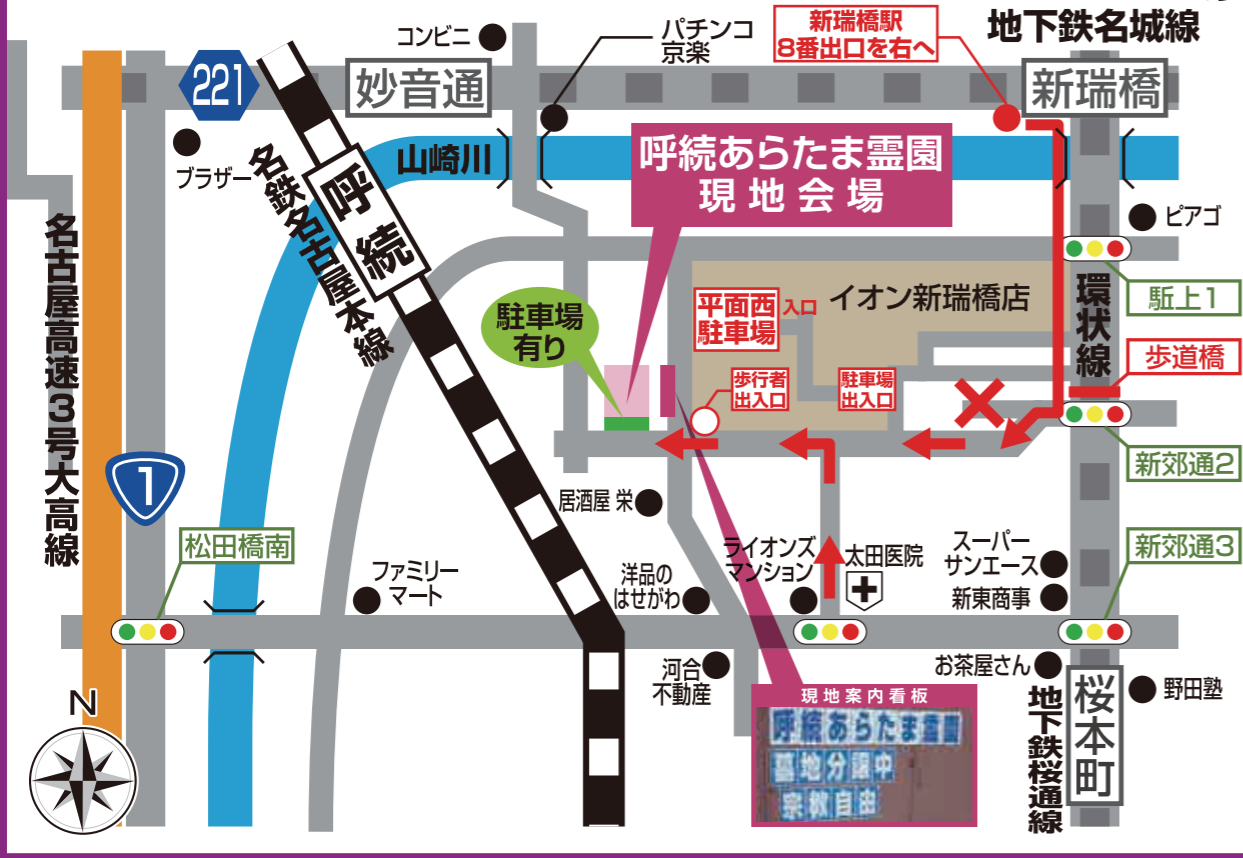 地下鉄名城線
コンビニ
パチンコ
京楽
新瑞橋駅
8番出口を右へ
221
妙音通
新瑞橋
ブラザー
山崎川
呼続あらたま霊園
現地会場
名鉄名古屋本線
呼続
ピアゴ
名古屋高速3号大高線
駈上1
環状線
イオン新瑞橋店
平面西
駐車場
入口
駐車場
有り
歩道橋
歩行者
出入口
駐車場
出入口
新郊通2
1
居酒屋 栄
松田橋南
ファミリー
マート
洋品の
はせがわ
ライオンズ
マンション
太田医院
スーパー
サンエース
新東商事
新郊通3
河合
不動産
お茶屋さん
桜本町
野田塾
地下鉄桜通線
N
現地案内看板
呼続あらたま霊園
墓地分譲中
宗教自由